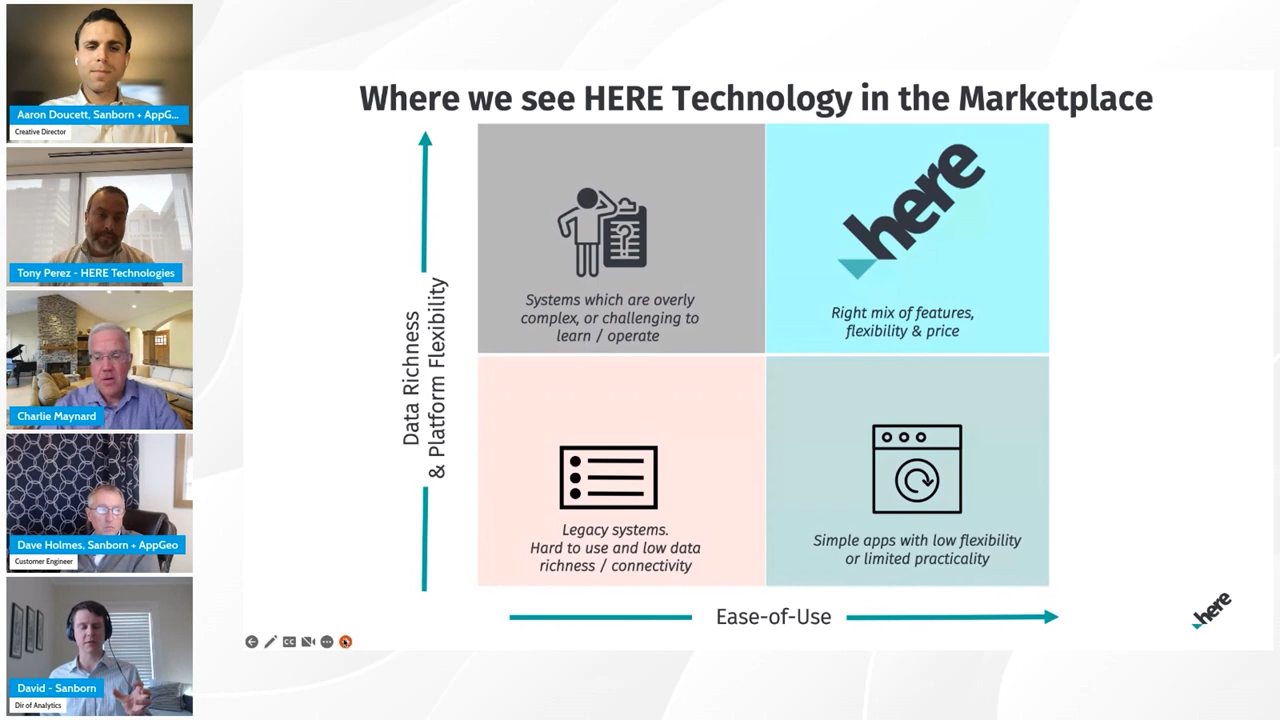 Aaron Doucett, Sanborn + AppG...
Creative Director
Tony Perez - HERE Technologies
Charlie Maynard
Dave Holmes, Sanborn + AppGeo
Customer Engineer
David - Sanborn
Dir of Analytics
Where we see HERE Technology in the Marketplace
Data Richness
& Platform Flexibility
Systems which are overly
complex, or challenging to
learn / operate
here
Right mix of features,
flexibility & price
Legacy systems.
Hard to use and low data
richness / connectivity
Simple apps with low flexibility
or limited practicality
Ease-of-Use
here
CC